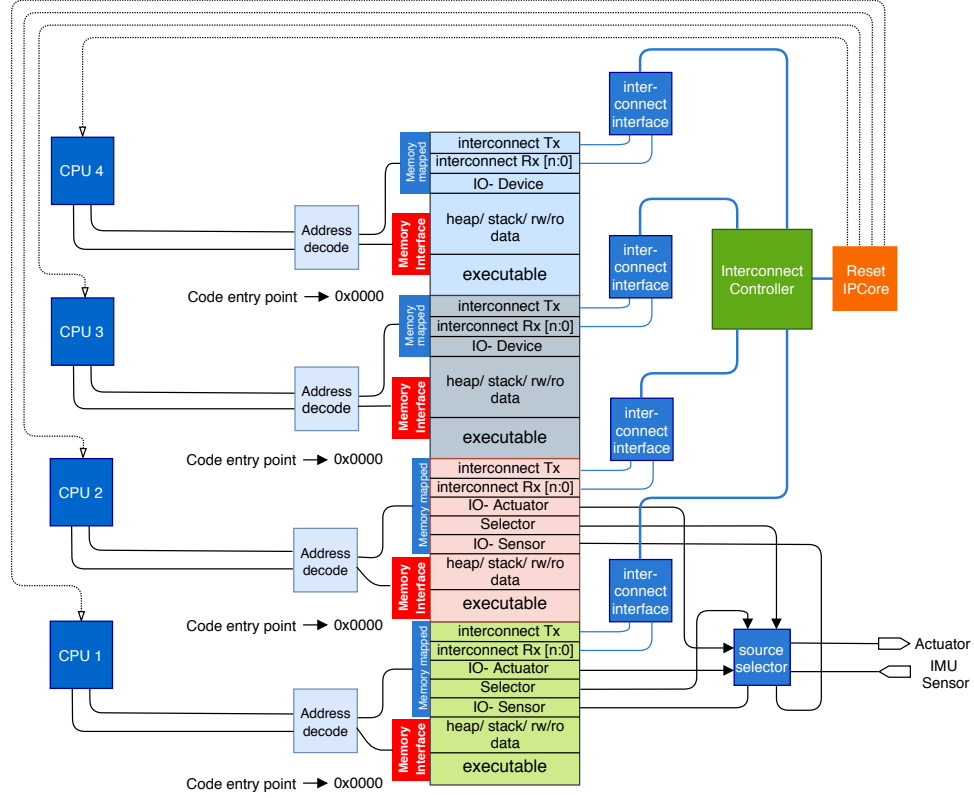 inter-
connect
interface
CPU 4
Memory
mapped
interconnect Tx
interconnect Rx [n:0]
IO- Device
Address
decode
Memory
Interface
heap/ stack/ rw/ro
data
executable
Code entry point
0x0000
inter-
connect
interface
Interconnect
Controller
Reset
IPCore
CPU 3
Memory
mapped
interconnect Tx
interconnect Rx [n:0]
IO- Device
Address
decode
Memory
Interface
heap/ stack/ rw/ro
data
executable
Code entry point
0x0000
inter-
connect
interface
CPU 2
Memory mapped
interconnect Tx
interconnect Rx [n:0]
IO- Actuator
Selector
IO- Sensor
Address
decode
Memory
Interface
heap/ stack/ rw/ro
data
executable
Code entry point
0x0000
inter-
connect
interface
CPU 1
Memory mapped
interconnect Tx
interconnect Rx [n:0]
IO- Actuator
Selector
IO- Sensor
source
selector
Actuator
IMU
Sensor
Address
decode
Memory
Interface
heap/ stack/ rw/ro
data
executable
Code entry point
0x0000